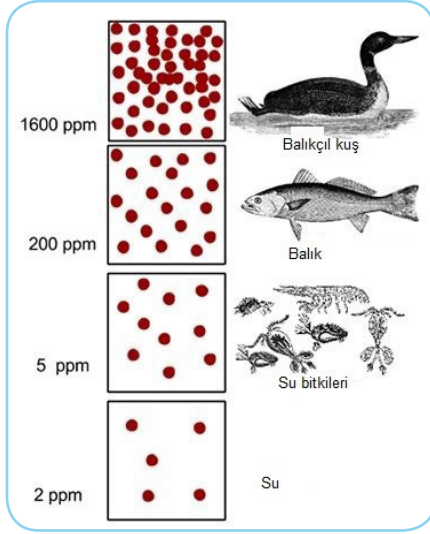 1600 ppm
Balıkçıl kuş
200 ppm
Balık
5 ppm
Su bitkileri
2 ppm
Su